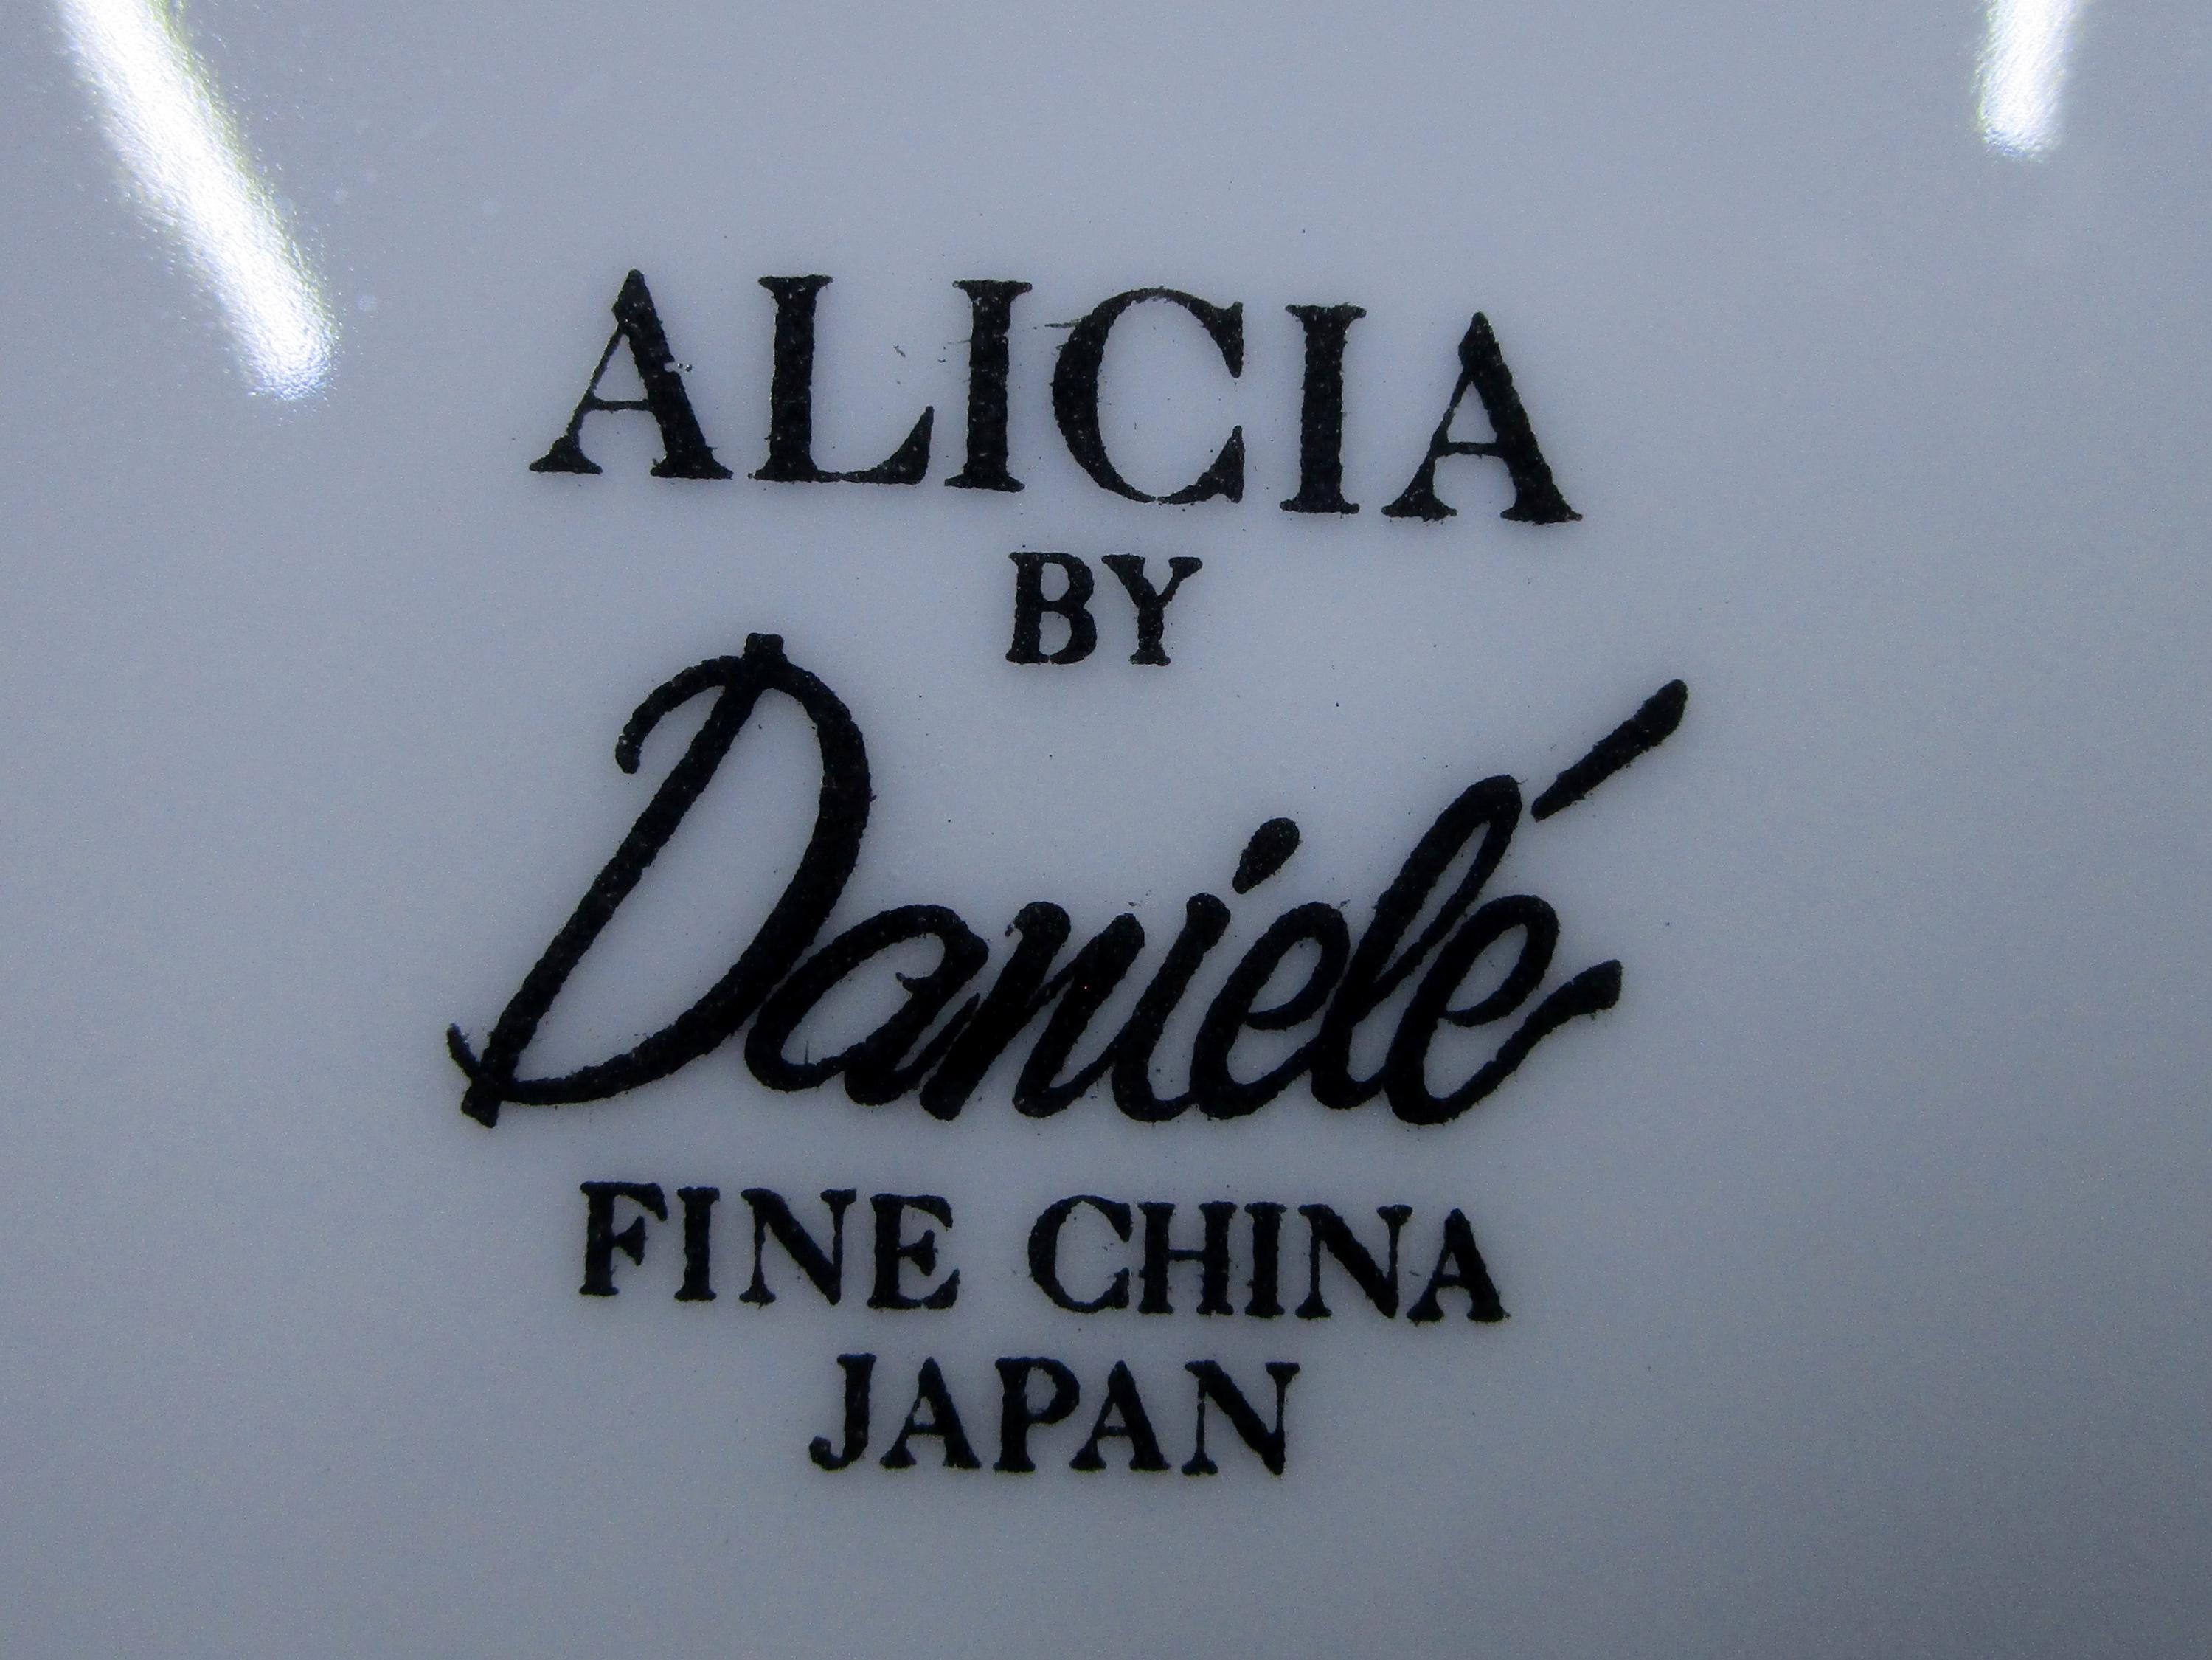 ALICIA
BY
Danielé
FINE CHINA
JAPAN